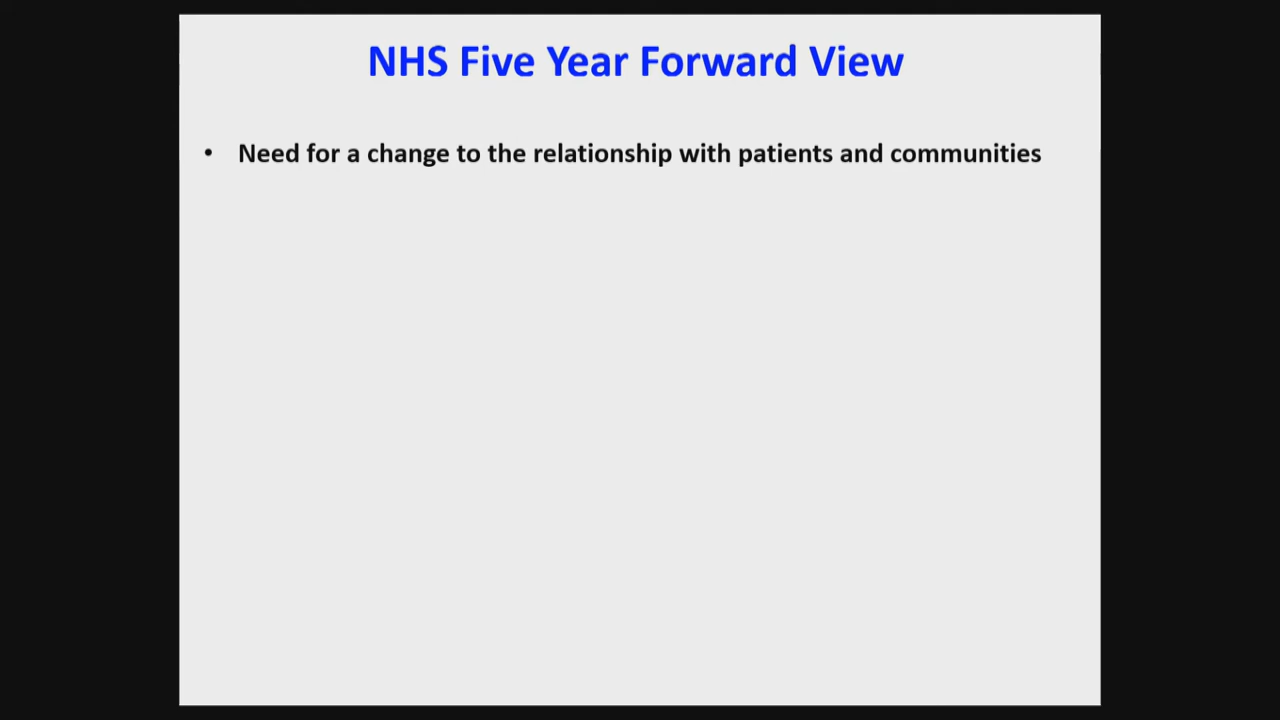 NHS Five Year Forward View
• Need for a change to the relationship with patients and communities